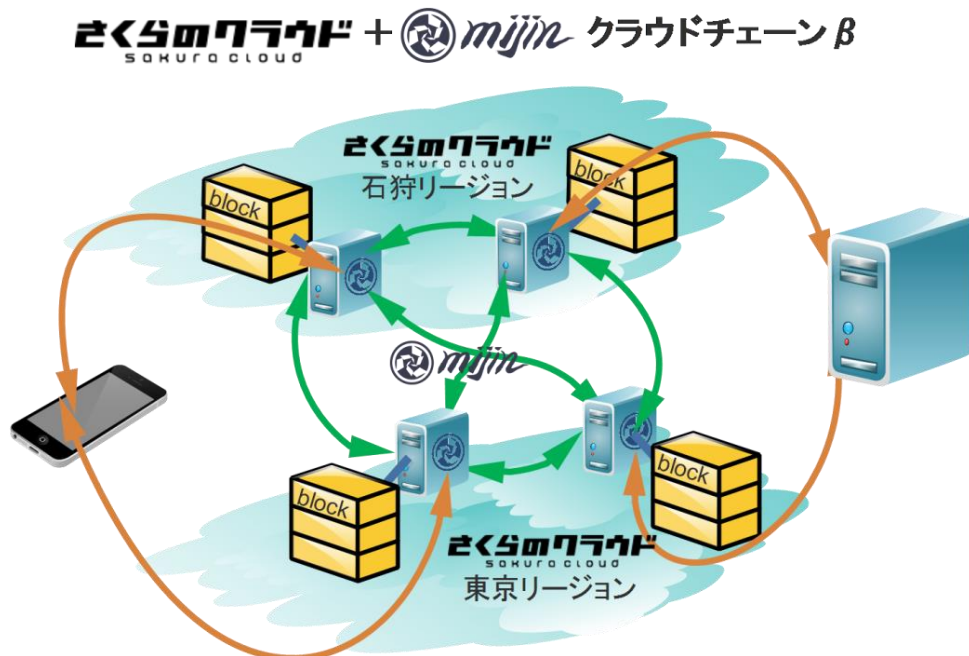 さくらのクラウド + mijin クラウドチェーンβ
SAKURA CLOUD
さくらのクラウド
SAKURA CLOUD
石狩リージョン
block
block
mijin
block
block
さくらのクラウド
SAKURA CLOUD
東京リージョン